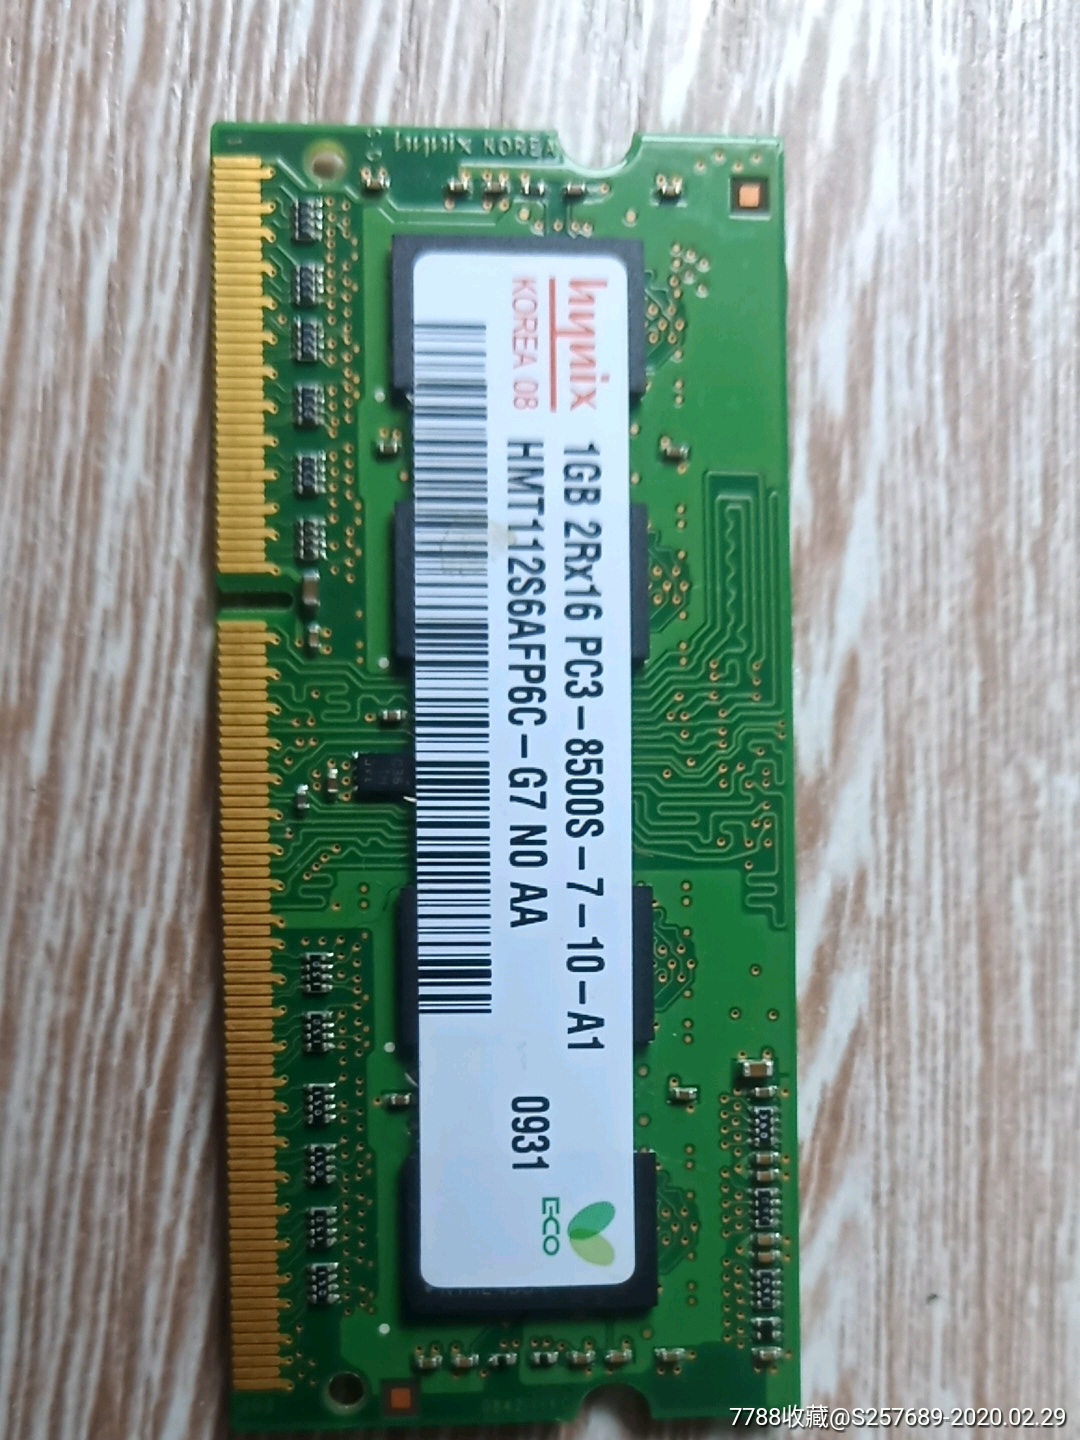 hynix KOREA
hynix
KOREA 08
1GB 2Rx16 PC3-8500S-7-10-A1
HMT112S6AFP6C-G7 N0 AA
0931
ECO
7788收藏@S257689-2020.02.29